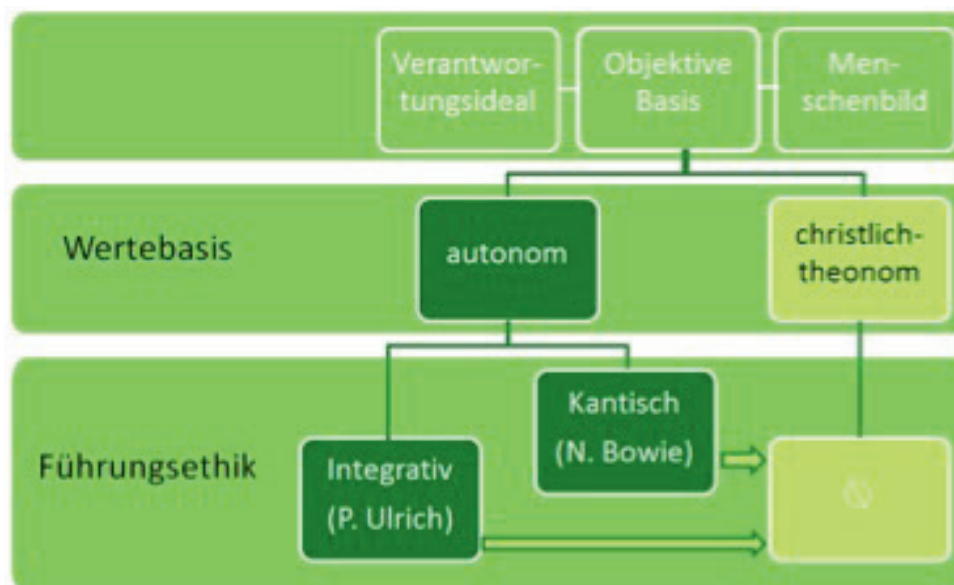 Verantwor-
tungsideal
Objektive
Basis
Men-
schenbild
Wertebasis
autonom
christlich-
theonom
Führungsethik
Kantisch
(N. Bowie)
Integrativ
(P. Ulrich)